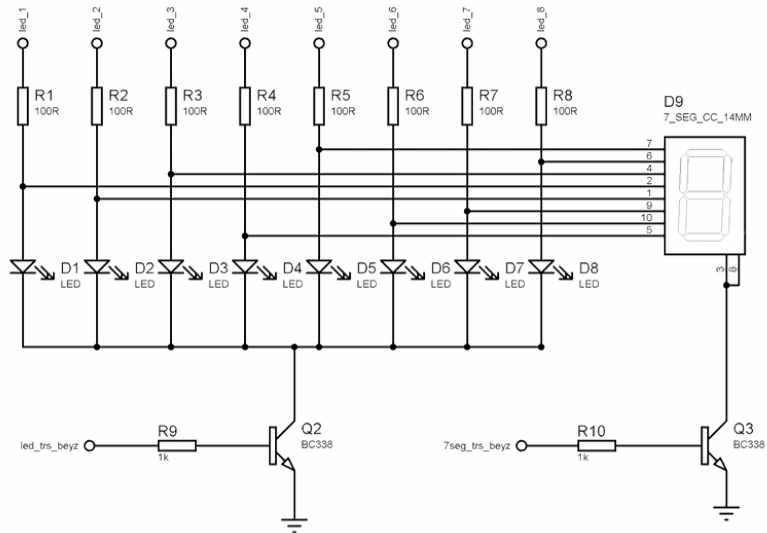 led_1
led_2
led_3
led_4
led_5
led_6
led_7
led_8
R1
100R
R2
100R
R3
100R
R4
100R
R5
100R
R6
100R
R7
100R
R8
100R
D9
7_SEG_CC_14MM
7
6
4
2
1
9
10
5
3
8
D1
LED
D2
LED
D3
LED
D4
LED
D5
LED
D6
LED
D7
LED
D8
LED
led_trs_beyz
R9
1k
Q2
BC338
7seg_trs_beyz
R10
1k
Q3
BC338